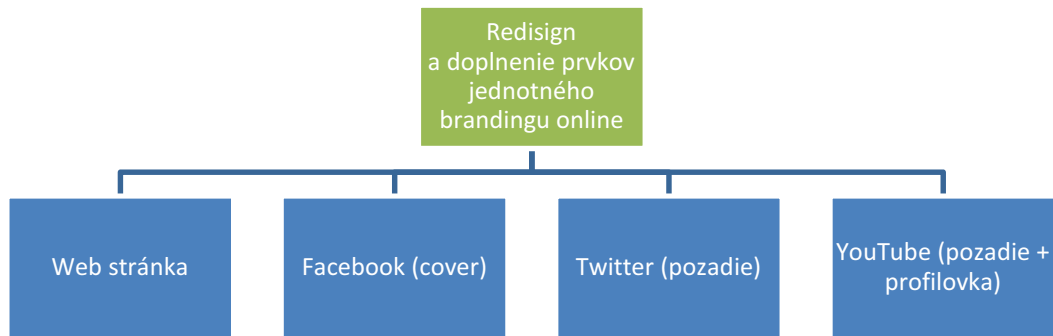 Redisign
a doplnenie prvkov
jednotného
brandingu online
Web stránka
Facebook (cover)
Twitter (pozadie)
YouTube (pozadie +
profilovka)